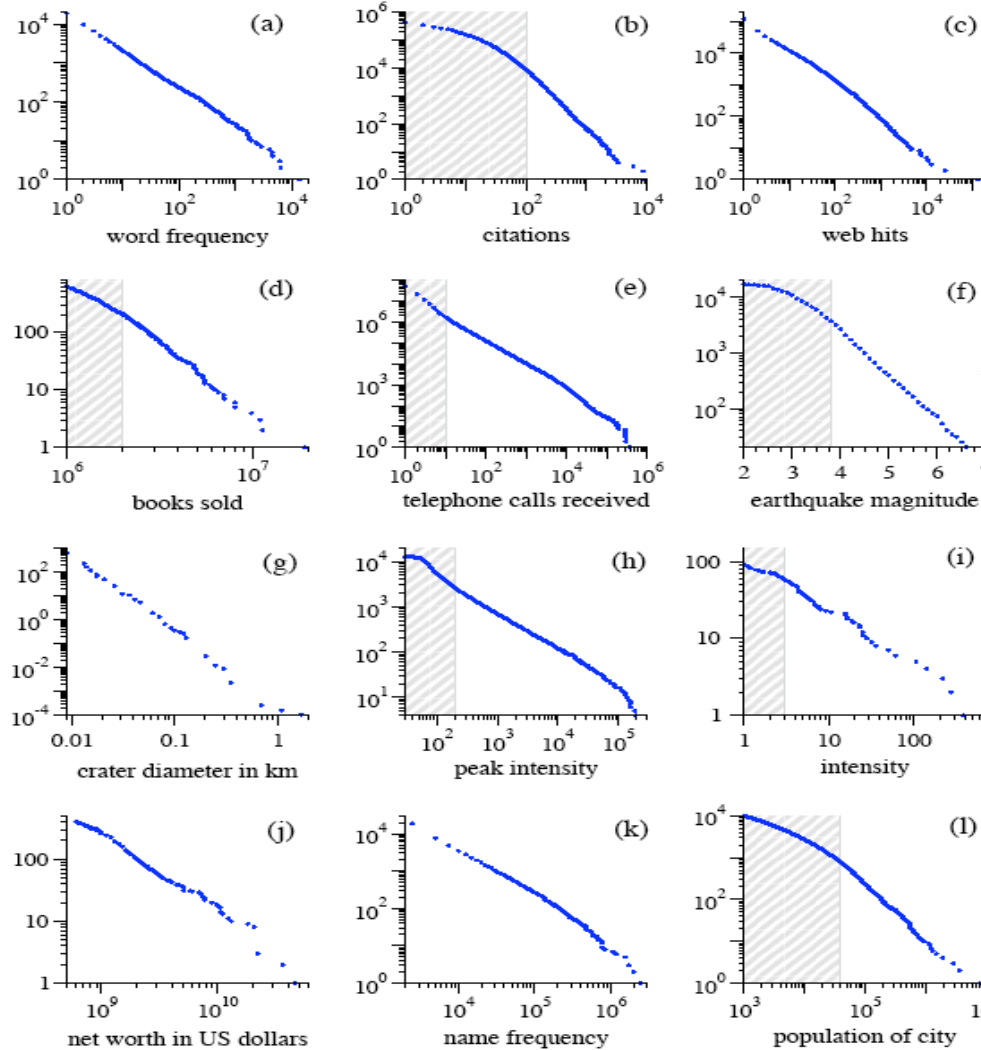 (a) (b) (c)
10^4 10^6
10^4 10^4
10^2 10^2 10^2
10^0 10^0 10^0
10^0 10^2 10^4 10^0 10^2 10^4 10^0 10^2 10^4
word frequency citations web hits
(d) (e) (f)
10^4
100 10^6
10^3
10 10^3
10^2
1 10^0
10^6 10^7 10^0 10^2 10^4 10^6 2 3 4 5 6 7
books sold telephone calls received earthquake magnitude
(g) (h) (i)
10^2 10^4 100
10^0 10^3
10^-2 10^2 10
10^-4 10^1 1
0.01 0.1 1 10^2 10^3 10^4 10^5 1 10 100
crater diameter in km peak intensity intensity
(j) (k) (l)
10^4 10^4
100
10^2 10^2
10
1 10^0 10^0
10^9 10^10 10^4 10^5 10^6 10^3 10^5
net worth in US dollars name frequency population of city